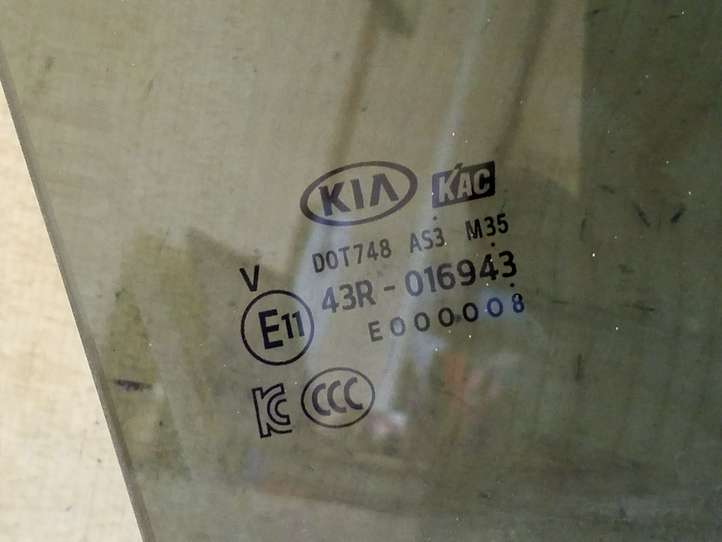 KIA KAC
DOT748 AS3 M35
V
E11 43R-016943
E000008
KC CCC